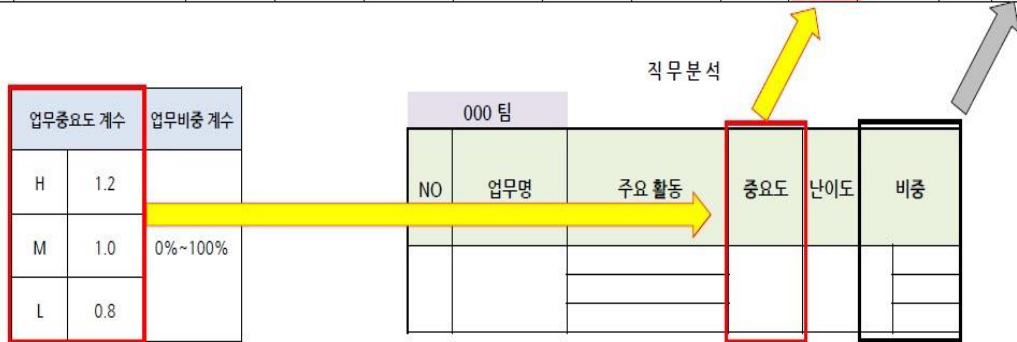 직무분석
업무중요도 계수 업무비중 계수
H 1.2
M 1.0 0%~100%
L 0.8
000 팀
NO 업무명 주요 활동 중요도 난이도 비중